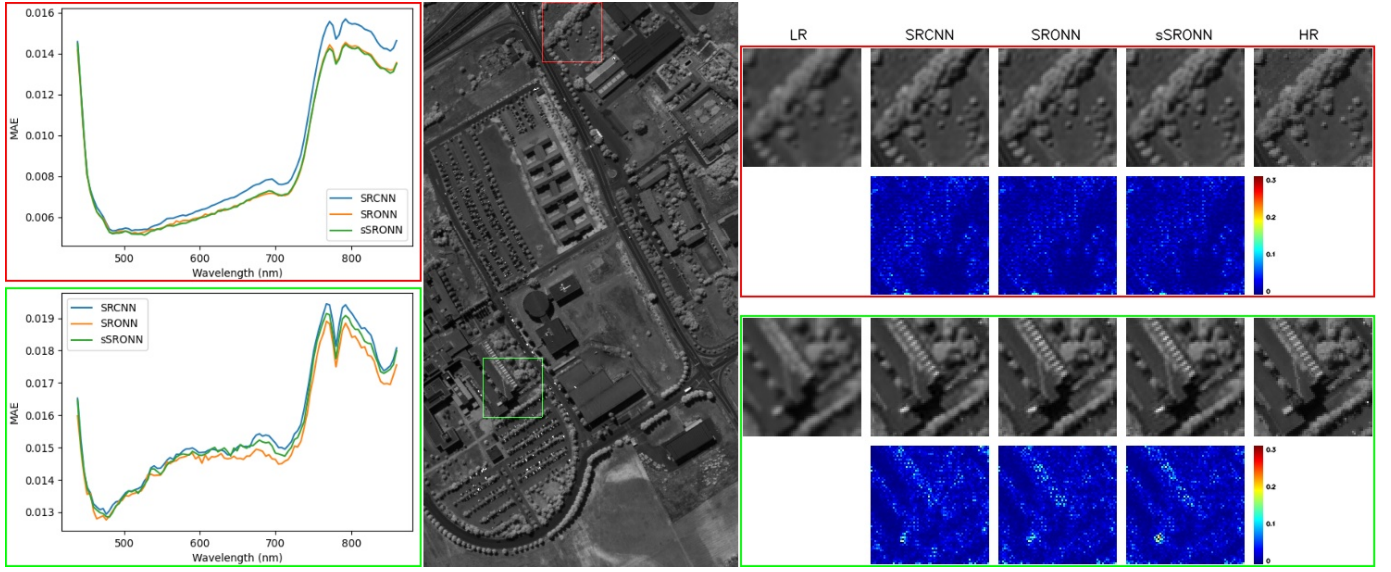 0.016
0.014
0.012
0.010
0.008
0.006
MAE
500
600
700
800
Wavelength (nm)
SRCNN
SRONN
sSRONN
0.019
0.018
0.017
0.016
0.015
0.014
0.013
MAE
500
600
700
800
Wavelength (nm)
SRCNN
SRONN
sSRONN
LR SRCNN SRONN sSRONN HR
0.3
0.2
0.1
0
0.3
0.2
0.1
0